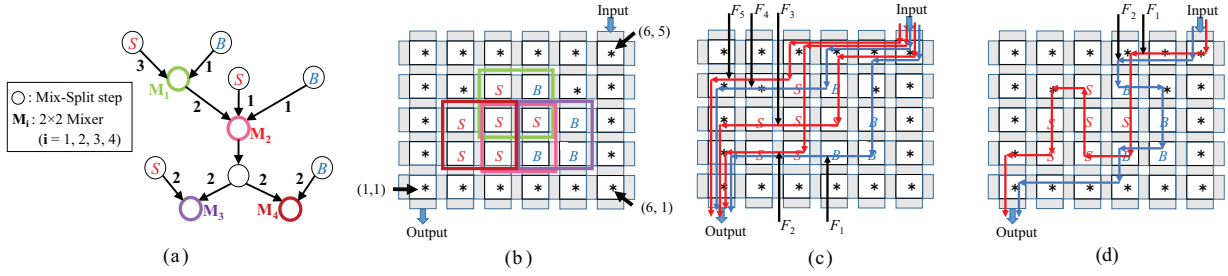 S B
3 1
M1
2
S B
1 1
M2
○ : Mix-Split step
Mi : 2×2 Mixer
(i = 1, 2, 3, 4)
S B
2 2 2 2
M3 M4
(a)
Input
(6, 5)
* * * * * *
* * S B * *
* S S S B *
* S S B B *
(1,1)
* * * * * *
(6, 1)
Output
(b)
F5 F4 F3 Input
* * * * * *
* * S B * *
* S S S B *
* S S B B *
* * * * * *
Output
F2 F1
(c)
F2 F1 Input
* * * * * *
* * S B * *
* S S S B *
* S S B B *
* * * * * *
Output
(d)